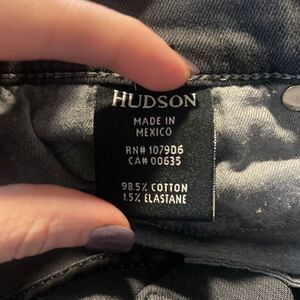 HUDSON
MADE IN
MEXICO
RN# 107906
CA# 00635
98.5% COTTON
1.5% ELASTANE